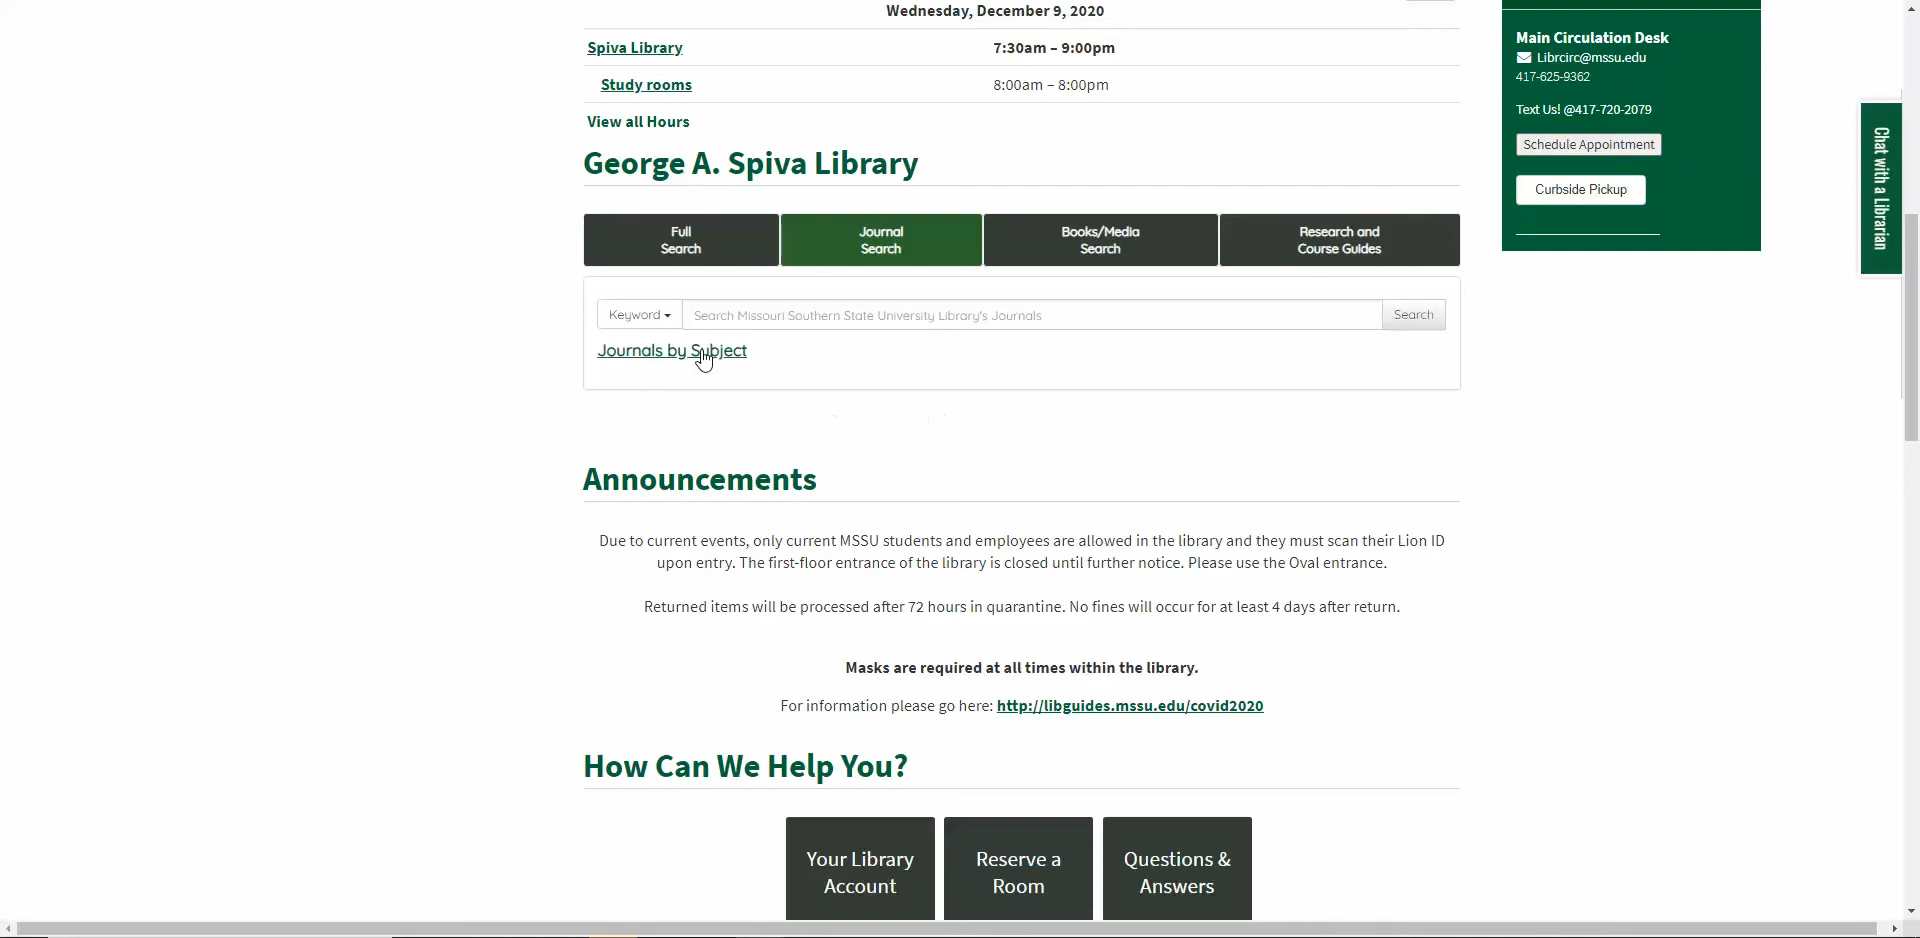 Wednesday, December 9, 2020
Spiva Library 7:30am – 9:00pm
Study rooms 8:00am – 8:00pm
View all Hours
George A. Spiva Library
Full
Search
Journal
Search
Books/Media
Search
Research and
Course Guides
Keyword Search Missouri Southern State University Library's Journals Search
Journals by Subject
Announcements
Due to current events, only current MSSU students and employees are allowed in the library and they must scan their Lion ID
upon entry. The first-floor entrance of the library is closed until further notice. Please use the Oval entrance.
Returned items will be processed after 72 hours in quarantine. No fines will occur for at least 4 days after return.
Masks are required at all times within the library.
For information please go here: http://libguides.mssu.edu/covid2020
How Can We Help You?
Your Library
Account
Reserve a
Room
Questions &
Answers
Main Circulation Desk
Librcirc@mssu.edu
417-625-9362
Text Us! @417-720-2079
Schedule Appointment
Curbside Pickup
Chat with a Librarian